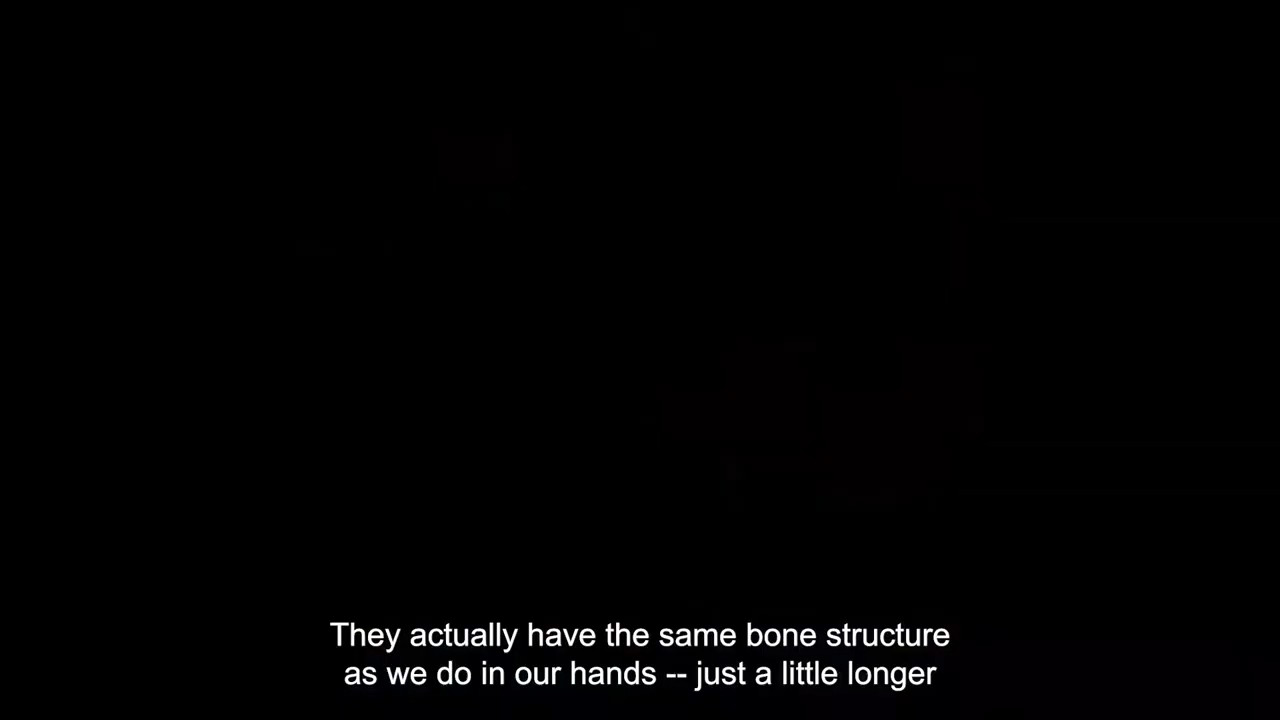 They actually have the same bone structure
as we do in our hands -- just a little longer